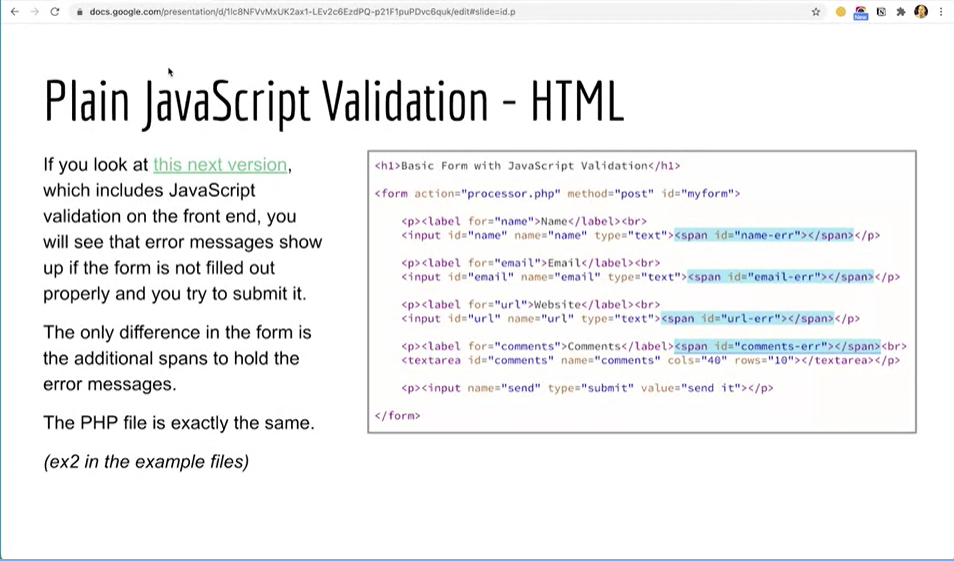 docs.google.com/presentation/d/1lc8NFVvMxUK2ax1-LEv2c6EzdPQ-p21F1puPDvc6quk/edit#slide=id.p
New
Plain JavaScript Validation - HTML
If you look at this next version,
which includes JavaScript
validation on the front end, you
will see that error messages show
up if the form is not filled out
properly and you try to submit it.
The only difference in the form is
the additional spans to hold the
error messages.
The PHP file is exactly the same.
(ex2 in the example files)
<h1>Basic Form with JavaScript Validation</h1>
<form action="processor.php" method="post" id="myform">
<p><label for="name">Name</label><br>
<input id="name" name="name" type="text"><span id="name-err"></span></p>
<p><label for="email">Email</label><br>
<input id="email" name="email" type="text"><span id="email-err"></span></p>
<p><label for="url">Website</label><br>
<input id="url" name="url" type="text"><span id="url-err"></span></p>
<p><label for="comments">Comments</label><span id="comments-err"></span><br>
<textarea id="comments" name="comments" cols="40" rows="10"></textarea></p>
<p><input name="send" type="submit" value="send it"></p>
</form>